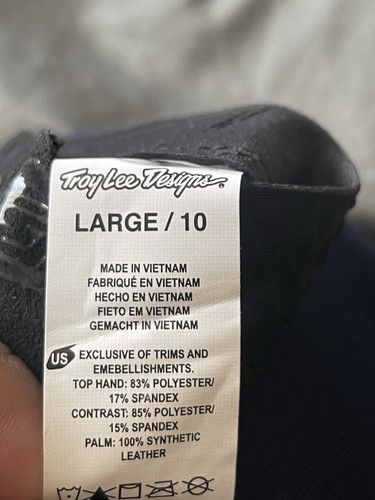 Troy Lee Designs
LARGE / 10
MADE IN VIETNAM
FABRIQUÉ EN VIETNAM
HECHO EN VIETNAM
FIETO EM VIETNAM
GEMACHT IN VIETNAM
US EXCLUSIVE OF TRIMS AND
EMEBELLISHMENTS.
TOP HAND: 83% POLYESTER/
17% SPANDEX
CONTRAST: 85% POLYESTER/
15% SPANDEX
PALM: 100% SYNTHETIC
LEATHER